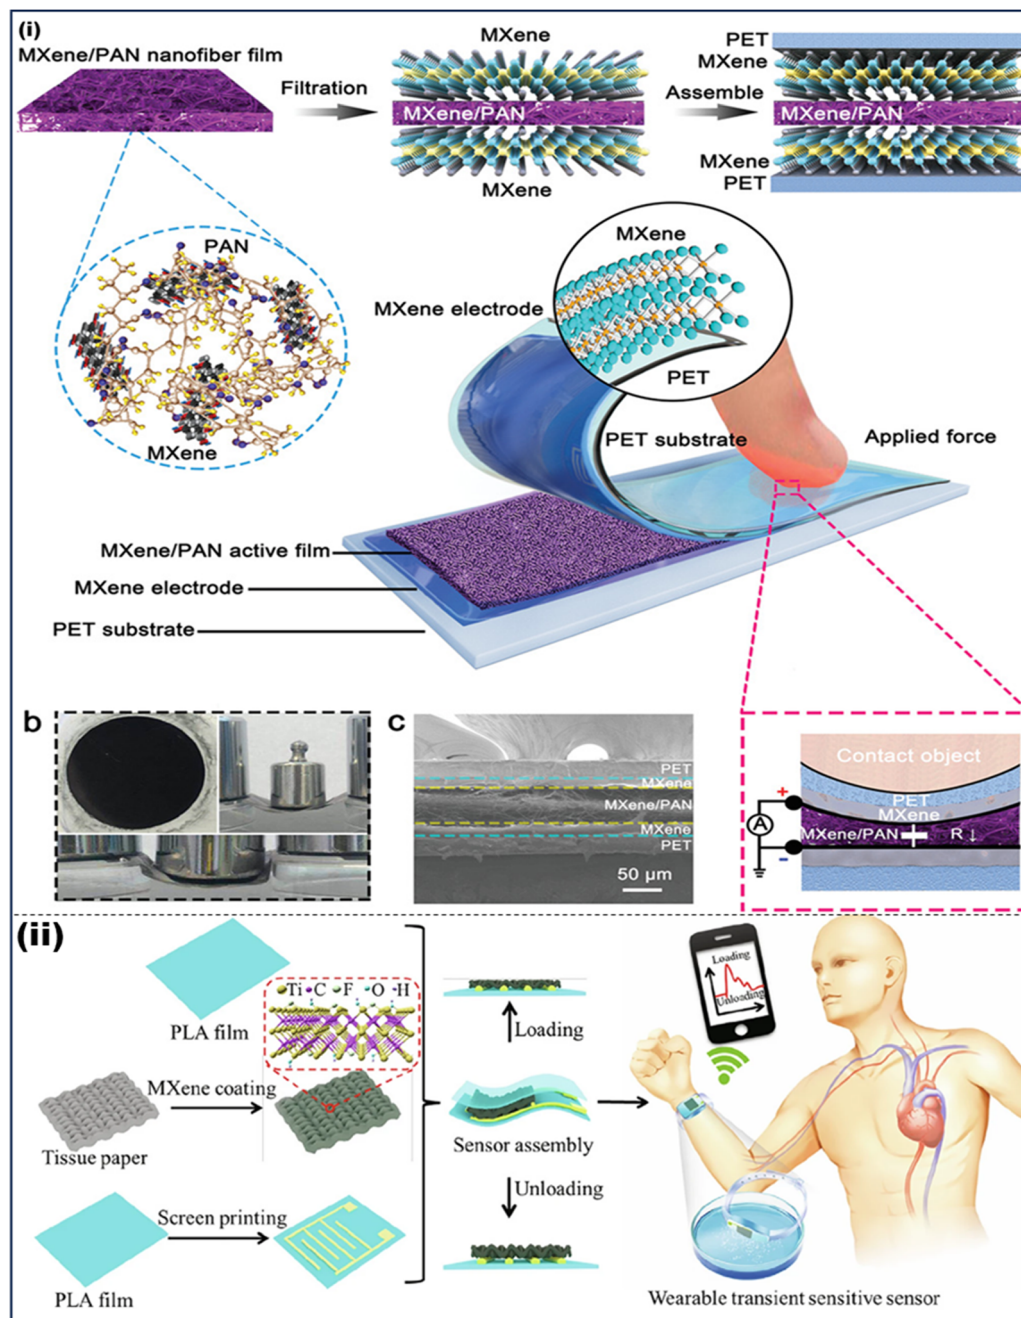 (i)
MXene/PAN nanofiber film
Filtration
MXene
MXene/PAN
MXene
Assemble
PET
MXene
MXene/PAN
MXene
PET
PAN
MXene
MXene
PET
MXene electrode
PET substrate
Applied force
MXene/PAN active film
MXene electrode
PET substrate
b
c
PET
MXene
MXene/PAN
MXene
PET
50 µm
Contact object
PET
MXene
MXene/PAN
R ↓
+
A
-
(ii)
PLA film
Ti C F O H
MXene coating
Tissue paper
Screen printing
PLA film
Loading
Sensor assembly
Unloading
Loading
Unloading
Wearable transient sensitive sensor